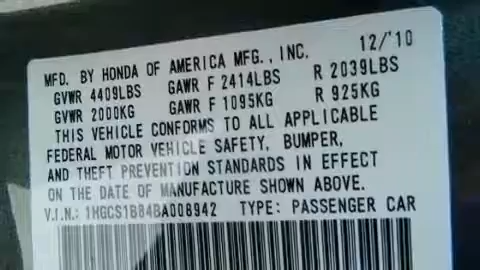 MFD. BY HONDA OF AMERICA MFG., INC. 12/'10
GVWR 4409LBS GAWR F 2414LBS R 2039LBS
GVWR 2000KG GAWR F 1095KG R 925KG
THIS VEHICLE CONFORMS TO ALL APPLICABLE
FEDERAL MOTOR VEHICLE SAFETY, BUMPER,
AND THEFT PREVENTION STANDARDS IN EFFECT
ON THE DATE OF MANUFACTURE SHOWN ABOVE.
V.I.N.: 1HGCS1B84BA008942 TYPE: PASSENGER CAR